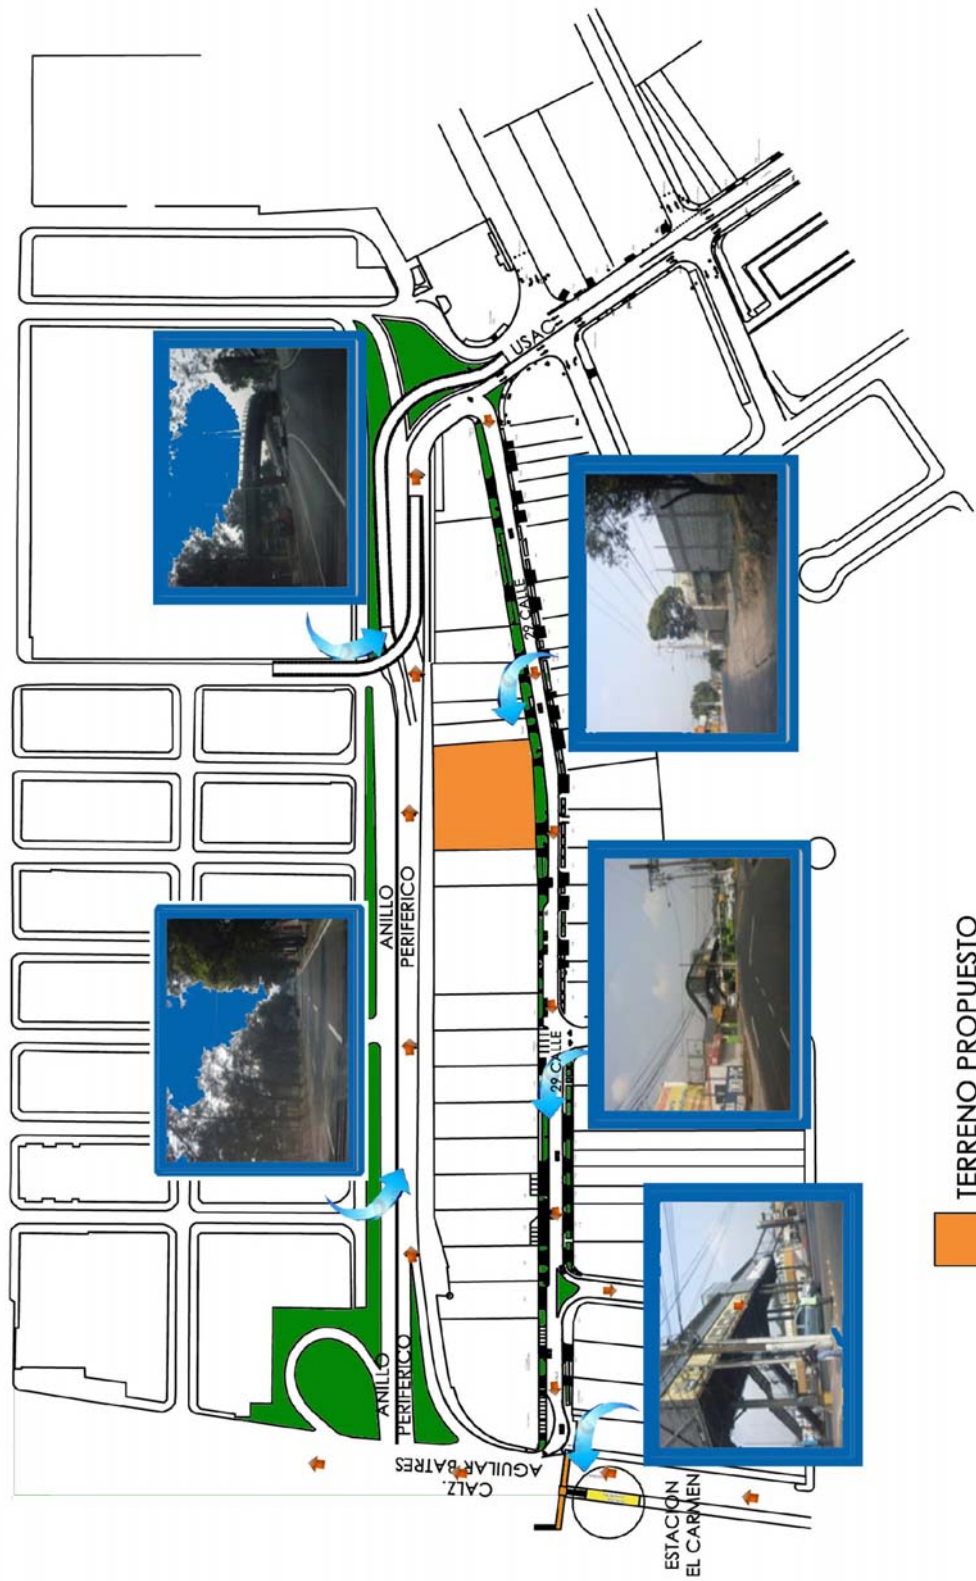 USAC
29 CALLE
ANILLO
PERIFERICO
29 CALLE
ANILLO
PERIFERICO
CALZ.
AGUILAR BATRES
ESTACION
EL CARMEN
TERRENO PROPUESTO